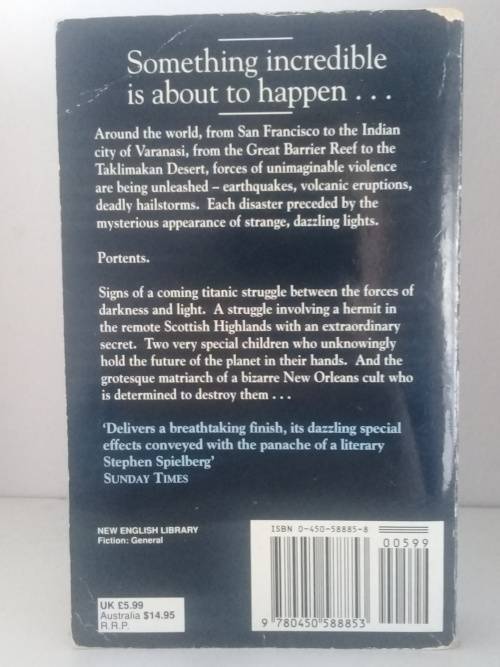 Something incredible
is about to happen . . .
Around the world, from San Francisco to the Indian
city of Varanasi, from the Great Barrier Reef to the
Taklimakan Desert, forces of unimaginable violence
are being unleashed – earthquakes, volcanic eruptions,
deadly hailstorms. Each disaster preceded by the
mysterious appearance of strange, dazzling lights.
Portents.
Signs of a coming titanic struggle between the forces of
darkness and light. A struggle involving a hermit in
the remote Scottish Highlands with an extraordinary
secret. Two very special children who unknowingly
hold the future of the planet in their hands. And the
grotesque matriarch of a bizarre New Orleans cult who
is determined to destroy them . . .
‘Delivers a breathtaking finish, its dazzling special
effects conveyed with the panache of a literary
Stephen Spielberg’
SUNDAY TIMES
NEW ENGLISH LIBRARY
Fiction: General
ISBN 0-450-58885-8
00599
9 780450 588853
UK £5.99
Australia $14.95
R.R.P.